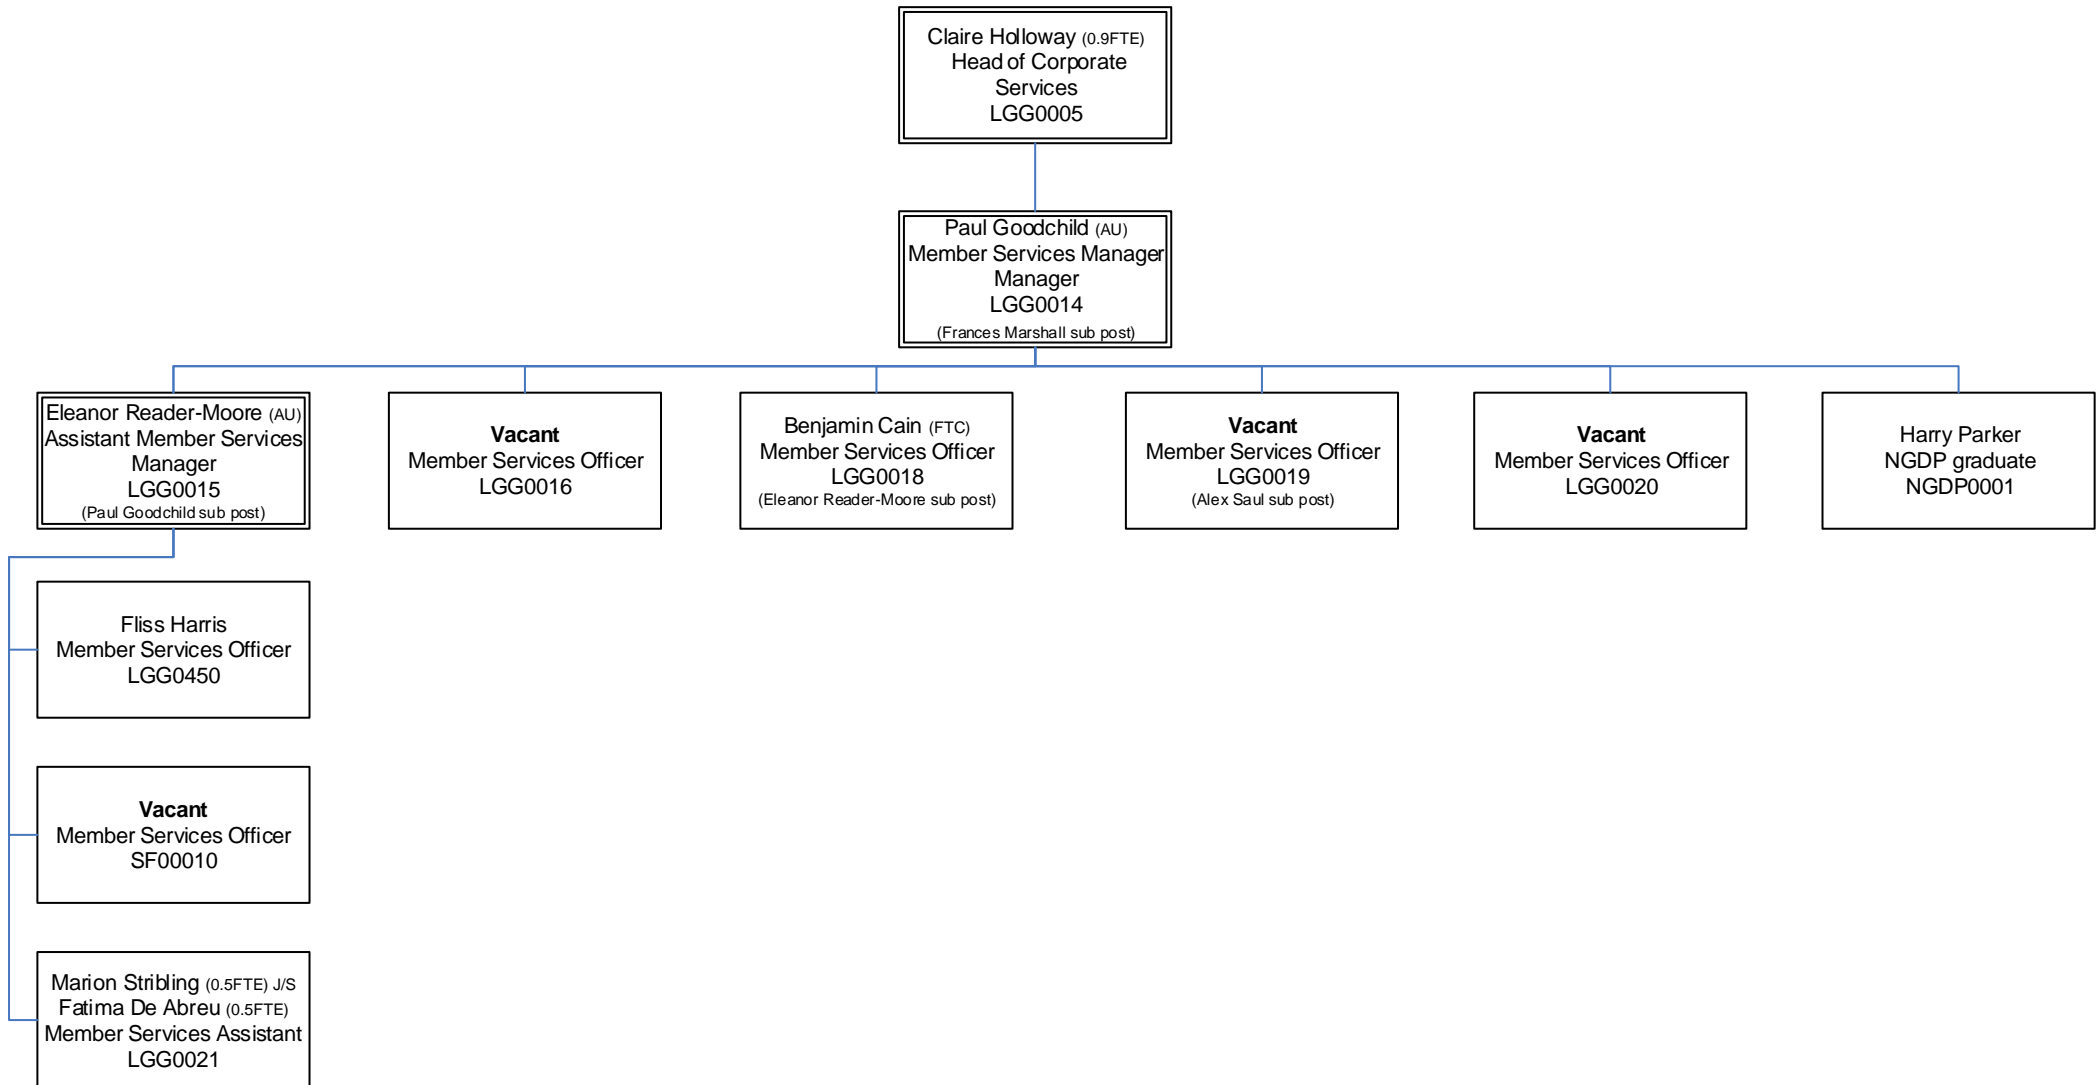 Claire Holloway (0.9FTE)
Head of Corporate
Services
LGG0005
Paul Goodchild (AU)
Member Services Manager
Manager
LGG0014
(Frances Marshall sub post)
Eleanor Reader-Moore (AU)
Assistant Member Services
Manager
LGG0015
(Paul Goodchild sub post)
Vacant
Member Services Officer
LGG0016
Benjamin Cain (FTC)
Member Services Officer
LGG0018
(Eleanor Reader-Moore sub post)
Vacant
Member Services Officer
LGG0019
(Alex Saul sub post)
Vacant
Member Services Officer
LGG0020
Harry Parker
NGDP graduate
NGDP0001
Fliss Harris
Member Services Officer
LGG0450
Vacant
Member Services Officer
SF00010
Marion Stribling (0.5FTE) J/S
Fatima De Abreu (0.5FTE)
Member Services Assistant
LGG0021